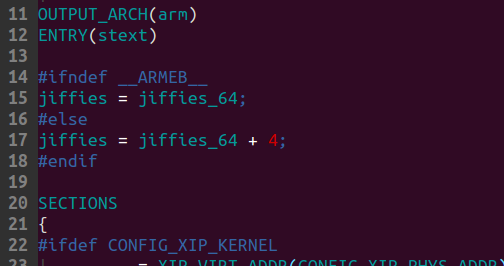 11 OUTPUT_ARCH(arm)
12 ENTRY(stext)
13
14 #ifndef __ARMEB__
15 jiffies = jiffies_64;
16 #else
17 jiffies = jiffies_64 + 4;
18 #endif
19
20 SECTIONS
21 {
22 #ifdef CONFIG_XIP_KERNEL
23 . = XIP_VIRT_ADDR(CONFIG_XIP_PHYS_ADDR)